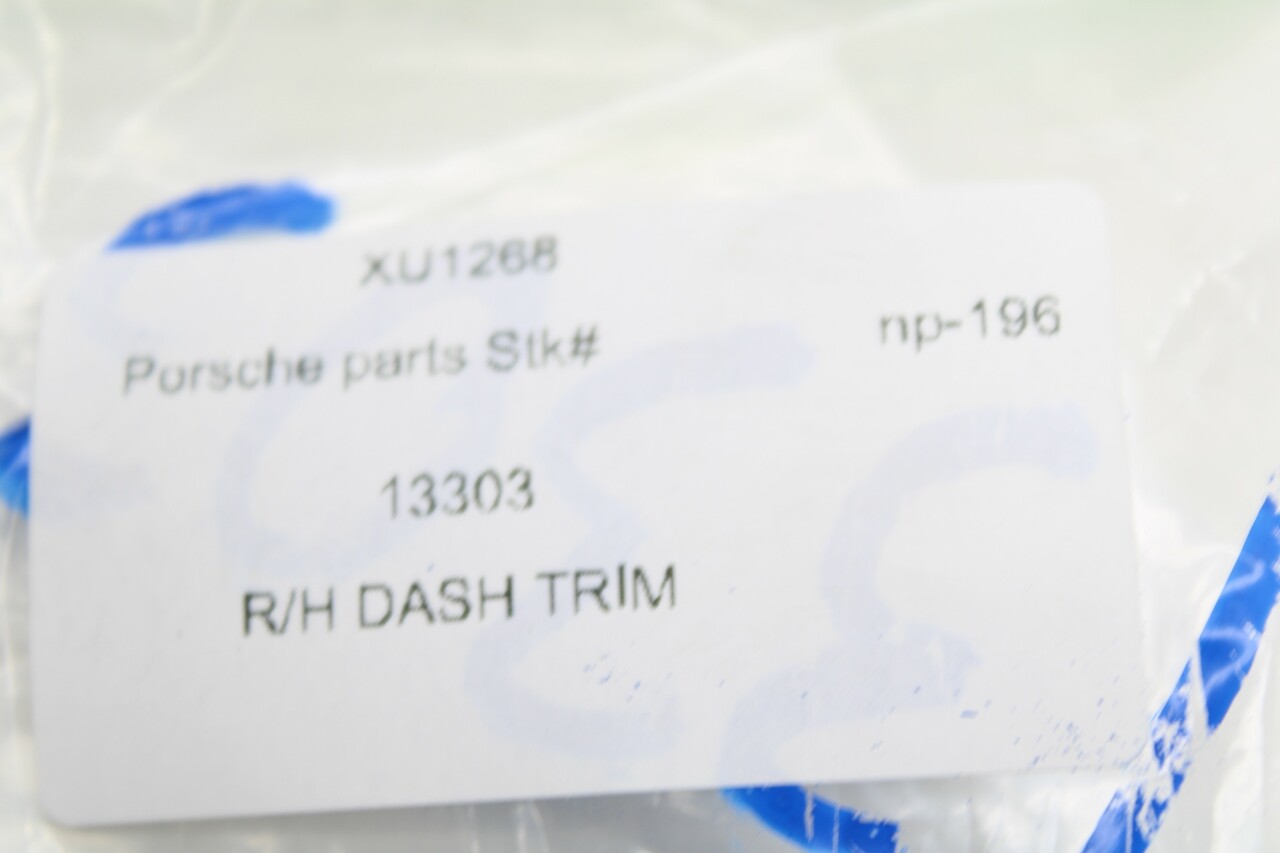 XU1268
Porsche parts Stk# np-196
13303
R/H DASH TRIM